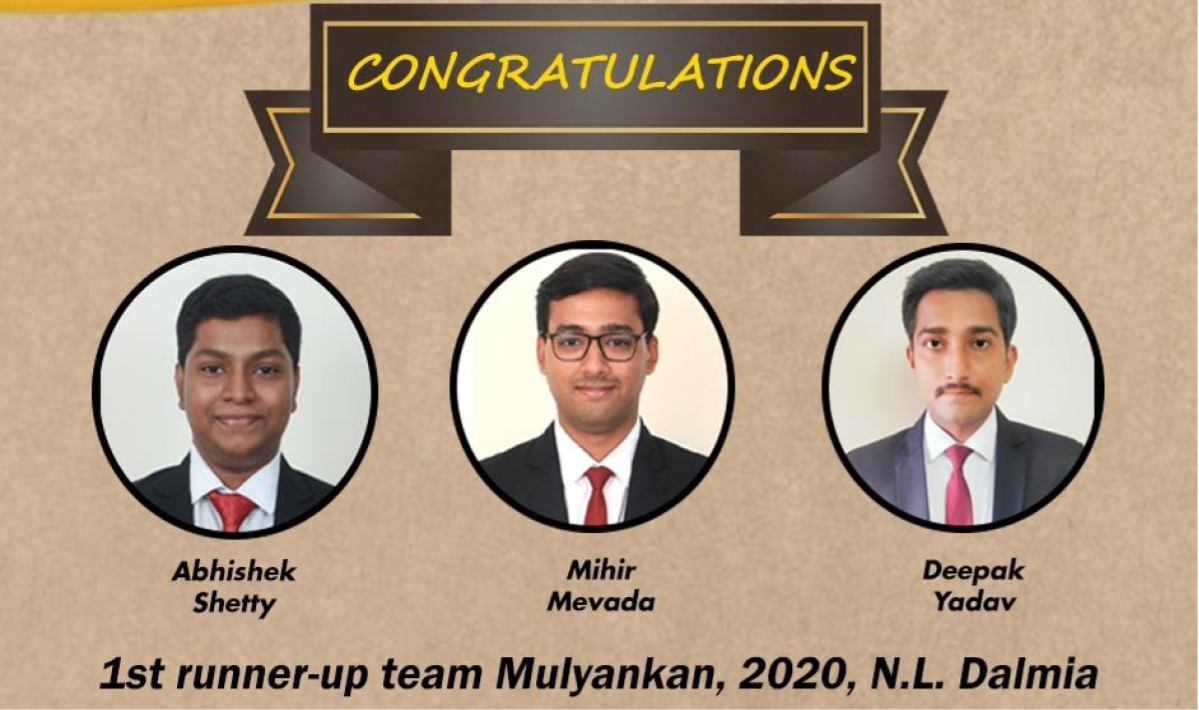 CONGRATULATIONS
Abhishek
Shetty
Mihir
Mevada
Deepak
Yadav
1st runner-up team Mulyankan, 2020, N.L. Dalmia